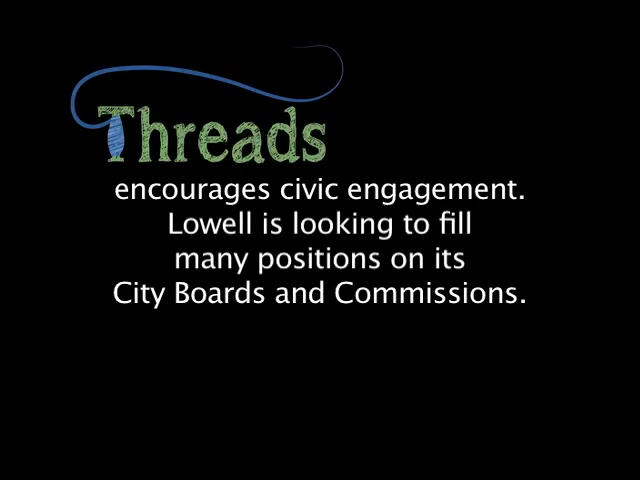 Threads
encourages civic engagement.
Lowell is looking to fill
many positions on its
City Boards and Commissions.